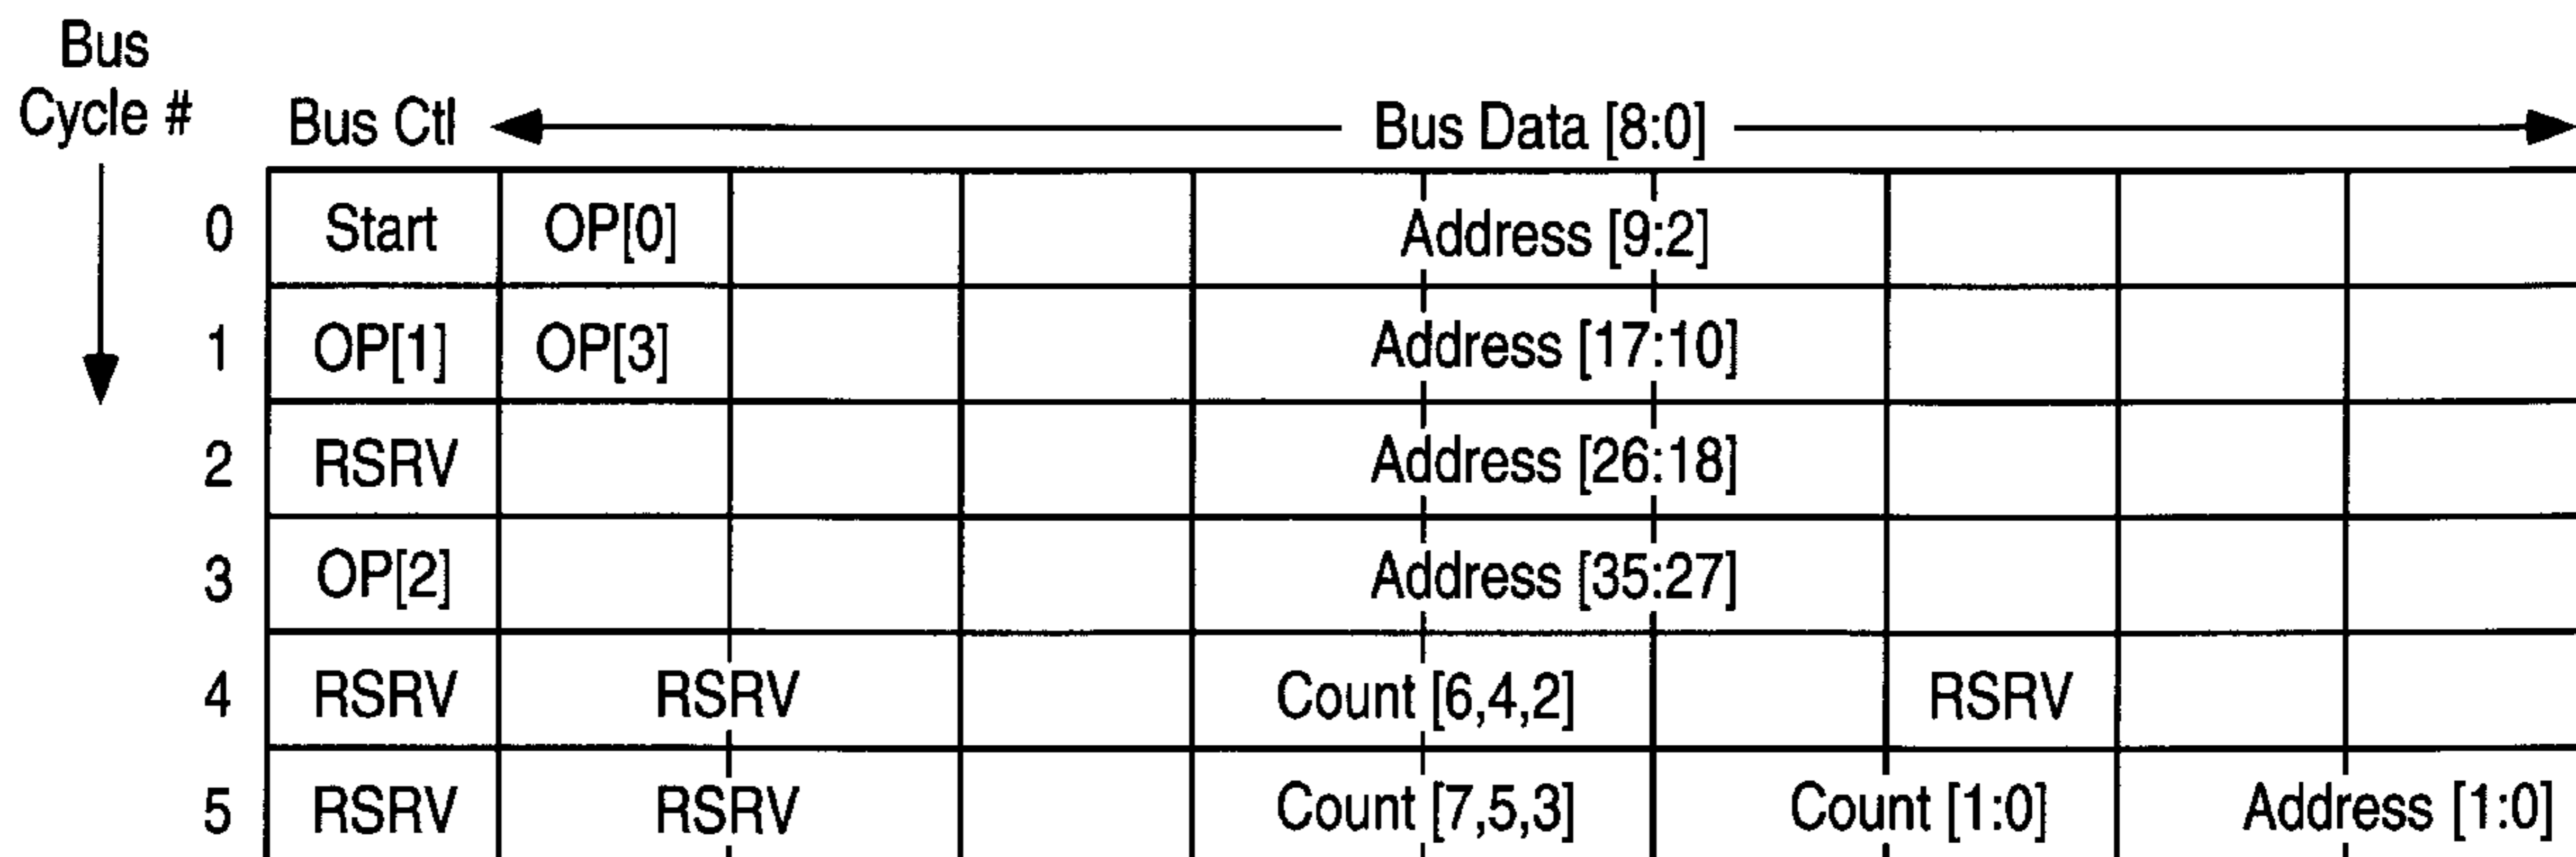 Bus
Cycle #
Bus Ctl Bus Data [8:0]
0 Start OP[0] Address [9:2]
1 OP[1] OP[3] Address [17:10]
2 RSRV Address [26:18]
3 OP[2] Address [35:27]
4 RSRV RSRV Count [6,4,2] RSRV
5 RSRV RSRV Count [7,5,3] Count [1:0] Address [1:0]